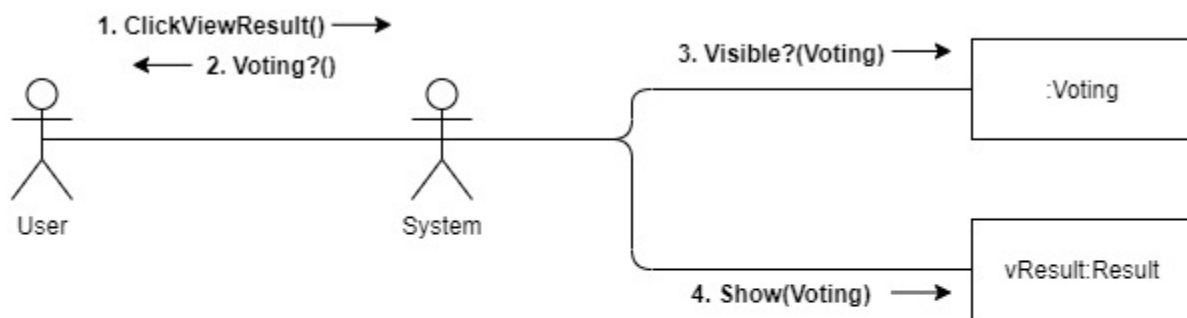 1. ClickViewResult()
2. Voting?()
3. Visible?(Voting)
:Voting
User
System
vResult:Result
4. Show(Voting)